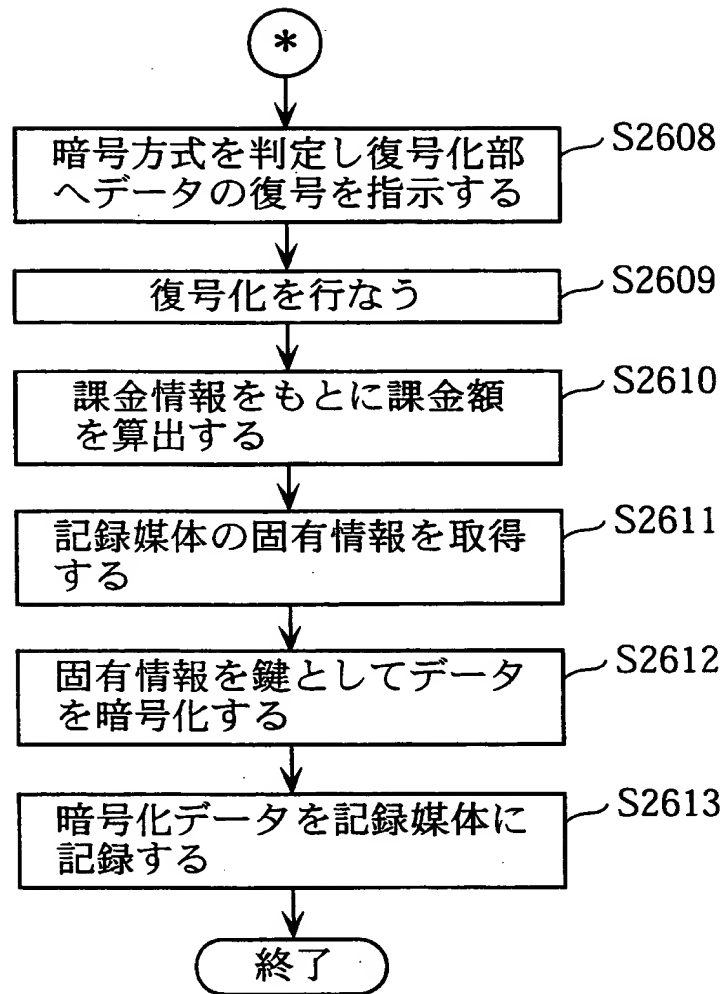 *
暗号方式を判定し復号化部
へデータの復号を指示する
S2608
復号化を行なう
S2609
課金情報をもとに課金額
を算出する
S2610
記録媒体の固有情報を取得
する
S2611
固有情報を鍵としてデータ
を暗号化する
S2612
暗号化データを記録媒体に
記録する
S2613
終了